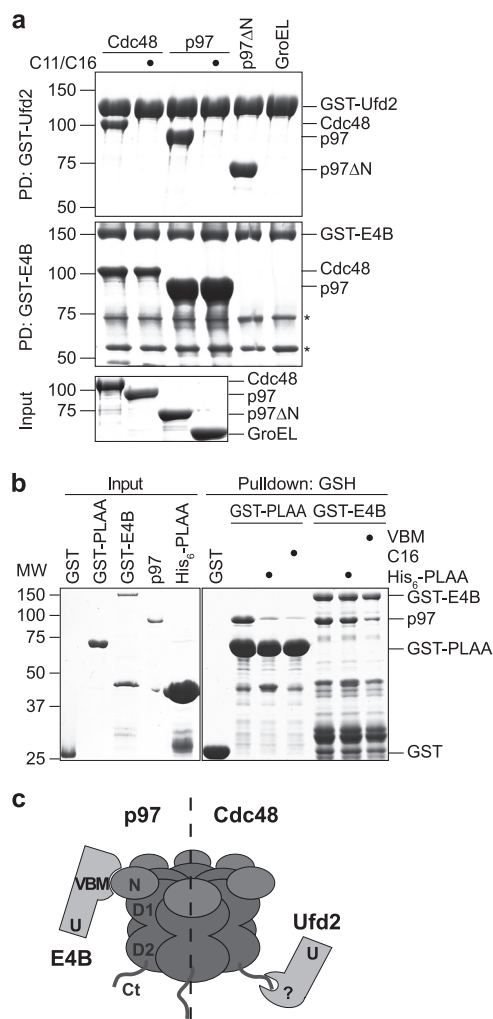 a
Cdc48 p97 p97ΔN GroEL
C11/C16 • •
PD: GST-Ufd2
150
100
75
50
GST-Ufd2
Cdc48
p97
p97ΔN
PD: GST-E4B
150
100
75
50
GST-E4B
Cdc48
p97
*
*
Input
100
75
Cdc48
p97
p97ΔN
GroEL
b
Input Pulldown: GSH
GST GST-PLAA GST-E4B p97 His6-PLAA GST GST-PLAA GST-E4B
• VBM
• C16
• • His6-PLAA
MW
150
100
75
50
37
25
GST-E4B
p97
GST-PLAA
GST
c
p97 Cdc48
VBM N
U D1
E4B D2
Ct
Ufd2
U
?